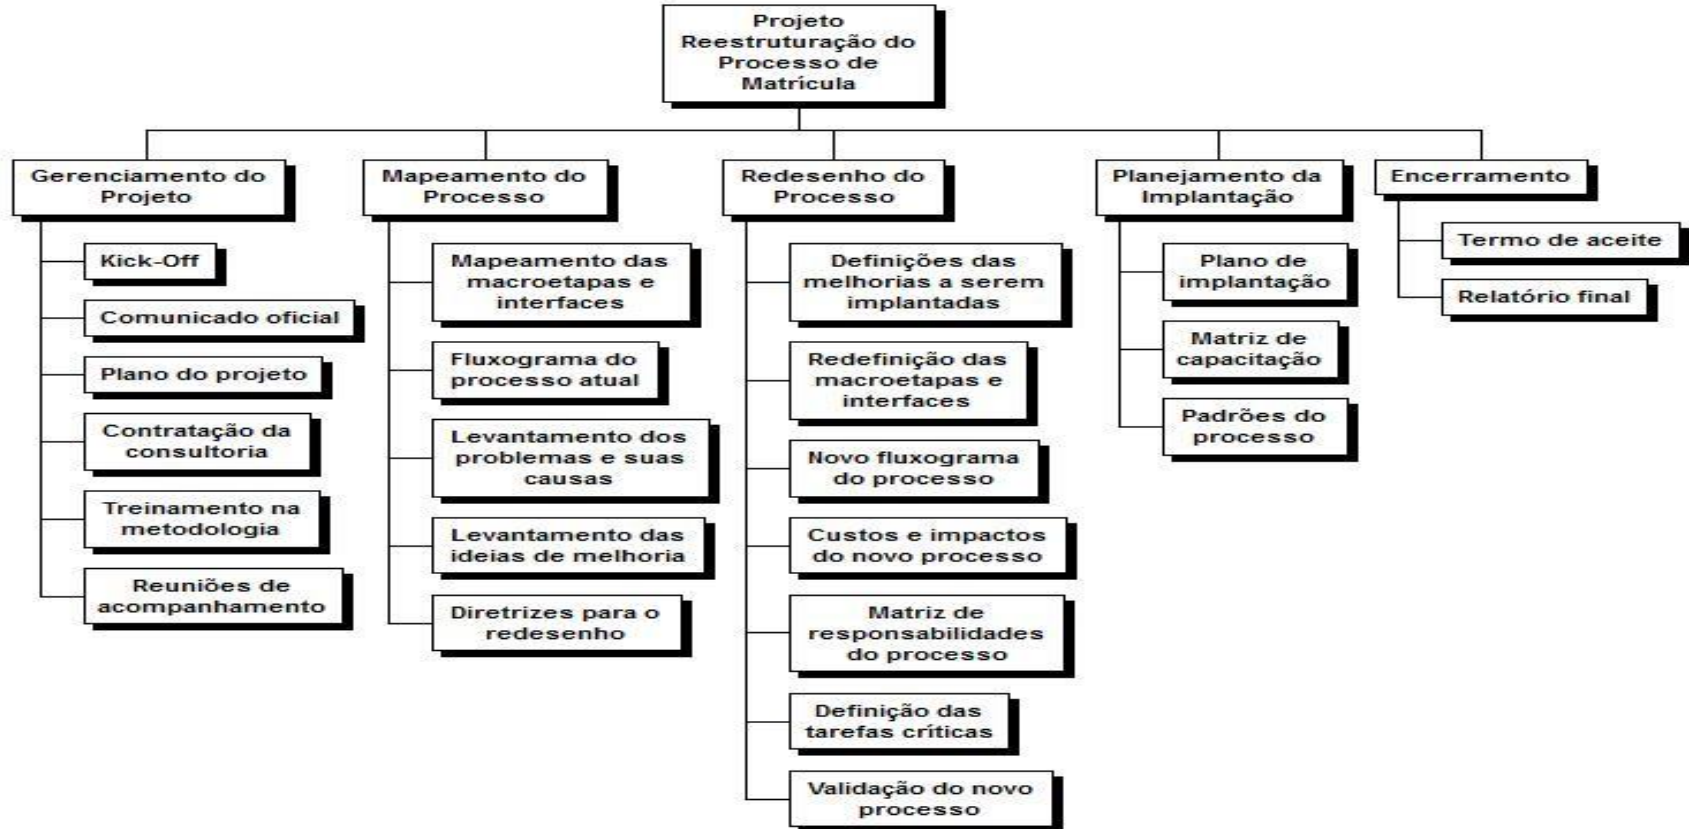 Projeto
Reestruturação do
Processo de
Matrícula
Gerenciamento do
Projeto
Kick-Off
Comunicado oficial
Plano do projeto
Contratação da
consultoria
Treinamento na
metodologia
Reuniões de
acompanhamento
Mapeamento do
Processo
Mapeamento das
macroetapas e
interfaces
Fluxograma do
processo atual
Levantamento dos
problemas e suas
causas
Levantamento das
ideias de melhoria
Diretrizes para o
redesenho
Redesenho do
Processo
Definições das
melhorias a serem
implantadas
Redefinição das
macroetapas e
interfaces
Novo fluxograma
do processo
Custos e impactos
do novo processo
Matriz de
responsabilidades
do processo
Definição das
tarefas críticas
Validação do novo
processo
Planejamento da
Implantação
Plano de
implantação
Matriz de
capacitação
Padrões do
processo
Encerramento
Termo de aceite
Relatório final